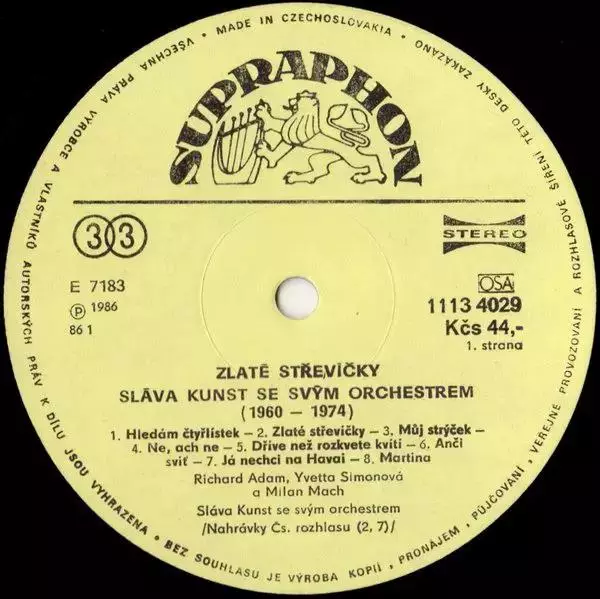 MADE IN CZECHOSLOVAKIA • VŠECHNA PRÁVA VÝROBCE A VLASTNÍKŮ AUTORSKÝCH PRÁV K DÍLU JSOU VYHRAZENA • BEZ SOUHLASU JE VÝROBA KOPIÍ, PRONÁJEM, PŮJČOVÁNÍ, VEREJNÉ PROVOZOVANÍ A ROZHLASOVÉ ŠÍŘENÍ TÉTO DESKY ZAKÁZÁNO
SUPRAPHON
33
STEREO
E 7183
Ⓟ 1986
86 1
OSA
1113 4029
Kčs 44,-
1. strana
ZLATÉ STŘEVÍČKY
SLÁVA KUNST SE SVÝM ORCHESTREM
(1960 — 1974)
1. Hledám čtyřlístek — 2. Zlaté střevíčky — 3. Můj strýček —
4. Ne, ach ne — 5. Dříve než rozkvete kvítí — 6. Anči
sviť — 7. Já nechci na Havai — 8. Martina
Richard Adam, Yvetta Simonová
a Milan Mach
Sláva Kunst se svým orchestrem
/Nahrávky Čs. rozhlasu (2, 7)/